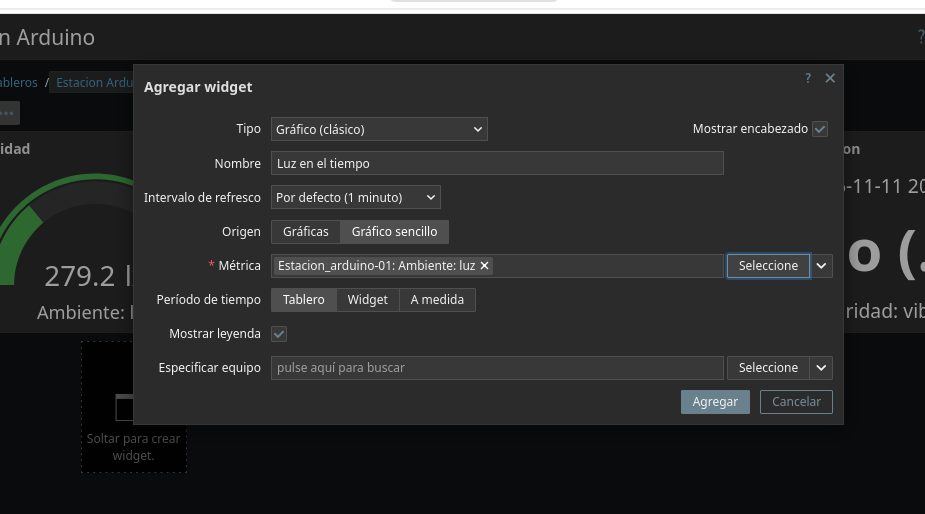 n Arduino
?
ableros / Estacion Ardu
Agregar widget
?
Tipo Gráfico (clásico) Mostrar encabezado
Nombre Luz en el tiempo
Intervalo de refresco Por defecto (1 minuto)
Origen Gráficas Gráfico sencillo
* Métrica Estacion_arduino-01: Ambiente: luz Seleccione
Período de tiempo Tablero Widget A medida
Mostrar leyenda
Especificar equipo pulse aquí para buscar Seleccione
Agregar Cancelar
idad
279.2 l
Ambiente: l
on
-11-11 20
o (.
ridad: vib
Soltar para crear
widget.